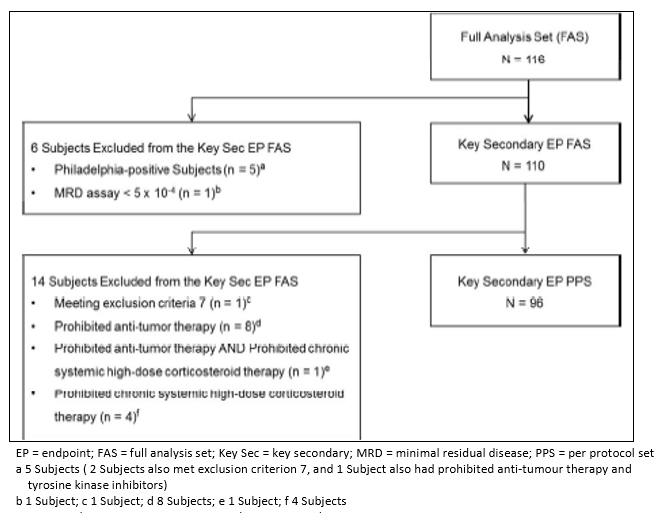 Full Analysis Set (FAS)
N = 116
6 Subjects Excluded from the Key Sec EP FAS
• Philadelphia-positive Subjects (n = 5)ᵃ
• MRD assay < 5 x 10⁻⁴ (n = 1)ᵇ
Key Secondary EP FAS
N = 110
14 Subjects Excluded from the Key Sec EP FAS
• Meeting exclusion criteria 7 (n = 1)ᶜ
• Prohibited anti-tumor therapy (n = 8)ᵈ
• Prohibited anti-tumor therapy AND Prohibited chronic
systemic high-dose corticosteroid therapy (n = 1)ᵉ
• Prohibited chronic systemic high-dose corticosteroid
therapy (n = 4)ᶠ
Key Secondary EP PPS
N = 96
EP = endpoint; FAS = full analysis set; Key Sec = key secondary; MRD = minimal residual disease; PPS = per protocol set
a 5 Subjects ( 2 Subjects also met exclusion criterion 7, and 1 Subject also had prohibited anti-tumour therapy and
tyrosine kinase inhibitors)
b 1 Subject; c 1 Subject; d 8 Subjects; e 1 Subject; f 4 Subjects